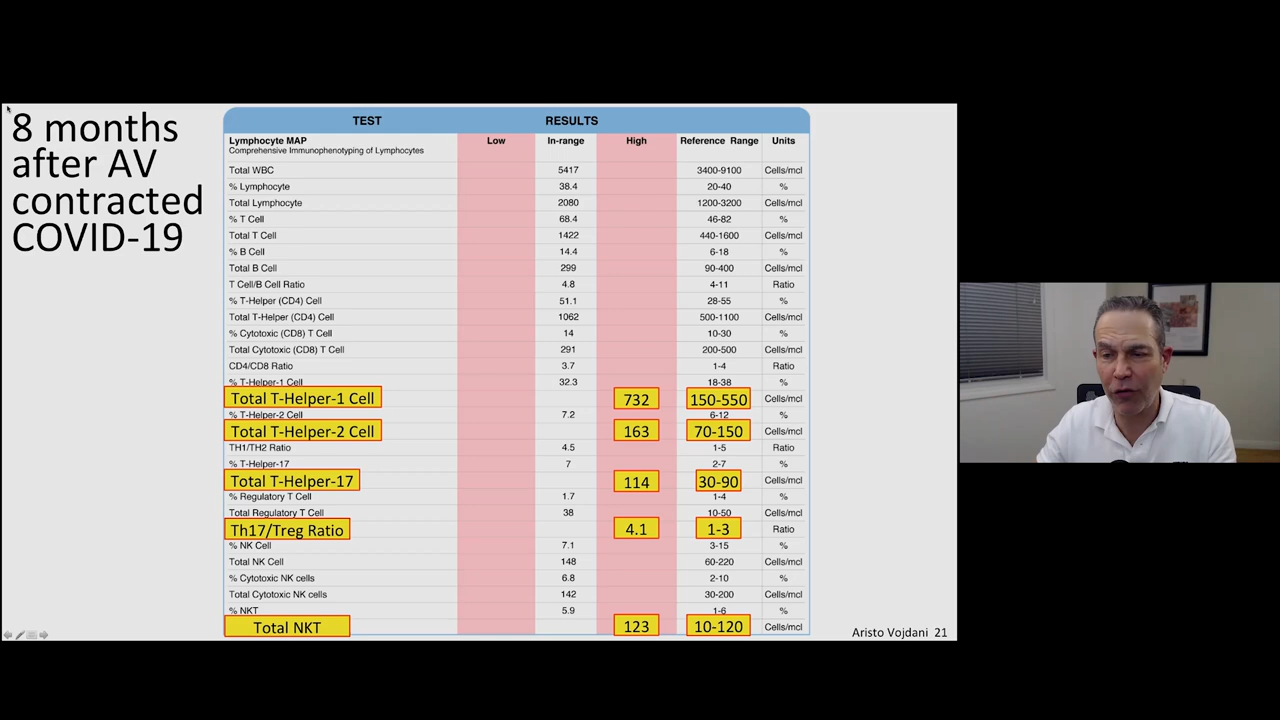 8 months
after AV
contracted
COVID-19
TEST RESULTS
Lymphocyte MAP Low In-range High Reference Range Units
Comprehensive Immunophenotyping of Lymphocytes
Total WBC 5417 3400-9100 Cells/mcl
% Lymphocyte 38.4 20-40 %
Total Lymphocyte 2080 1200-3200 Cells/mcl
% T Cell 68.4 46-82 %
Total T Cell 1422 440-1600 Cells/mcl
% B Cell 14.4 6-18 %
Total B Cell 299 90-400 Cells/mcl
T Cell/B Cell Ratio 4.8 4-11 Ratio
% T-Helper (CD4) Cell 51.1 28-55 %
Total T-Helper (CD4) Cell 1062 500-1100 Cells/mcl
% Cytotoxic (CD8) T Cell 14 10-30 %
Total Cytotoxic (CD8) T Cell 291 200-500 Cells/mcl
CD4/CD8 Ratio 3.7 1-4 Ratio
% T-Helper-1 Cell 32.3 18-38 %
Total T-Helper-1 Cell 732 150-550 Cells/mcl
% T-Helper-2 Cell 7.2 6-12 %
Total T-Helper-2 Cell 163 70-150 Cells/mcl
TH1/TH2 Ratio 4.5 1-5 Ratio
% T-Helper-17 7 2-7 %
Total T-Helper-17 114 30-90 Cells/mcl
% Regulatory T Cell 1.7 1-4 %
Total Regulatory T Cell 38 10-50 Cells/mcl
Th17/Treg Ratio 4.1 1-3 Ratio
% NK Cell 7.1 3-15 %
Total NK Cell 148 60-220 Cells/mcl
% Cytotoxic NK cells 6.8 2-10 %
Total Cytotoxic NK cells 142 30-200 Cells/mcl
% NKT 5.9 1-6 %
Total NKT 123 10-120 Cells/mcl
Aristo Vojdani 21